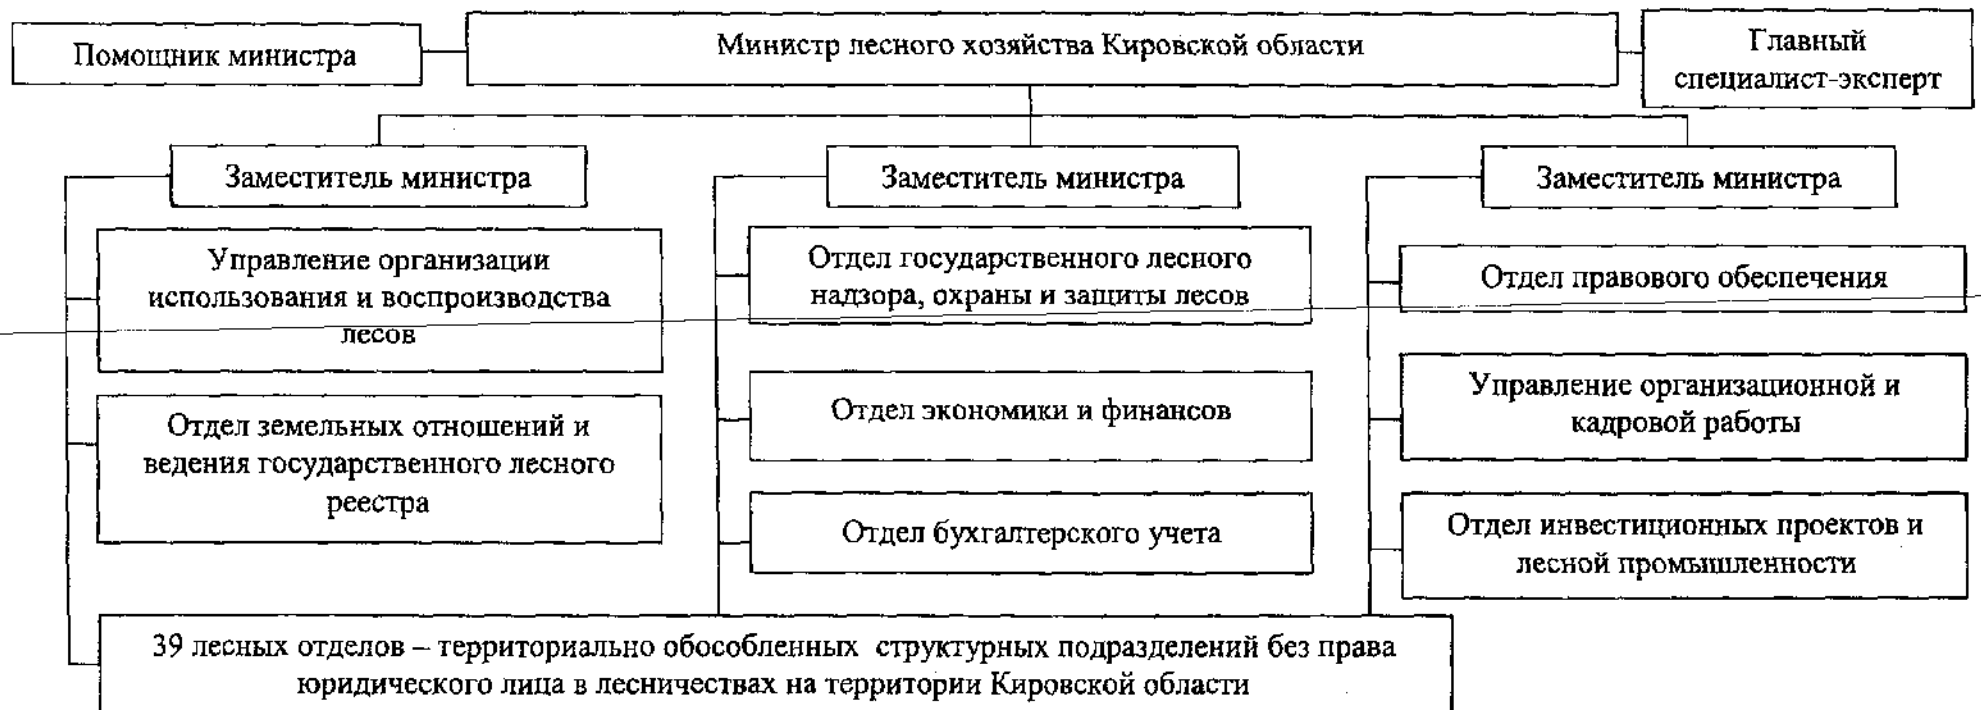 Помощник министра
Министр лесного хозяйства Кировской области
Главный
специалист-эксперт
Заместитель министра
Заместитель министра
Заместитель министра
Управление организации
использования и воспроизводства
лесов
Отдел земельных отношений и
ведения государственного лесного
реестра
Отдел государственного лесного
надзора, охраны и защиты лесов
Отдел экономики и финансов
Отдел бухгалтерского учета
Отдел правового обеспечения
Управление организационной и
кадровой работы
Отдел инвестиционных проектов и
лесной промышленности
39 лесных отделов – территориально обособленных структурных подразделений без права
юридического лица в лесничествах на территории Кировской области